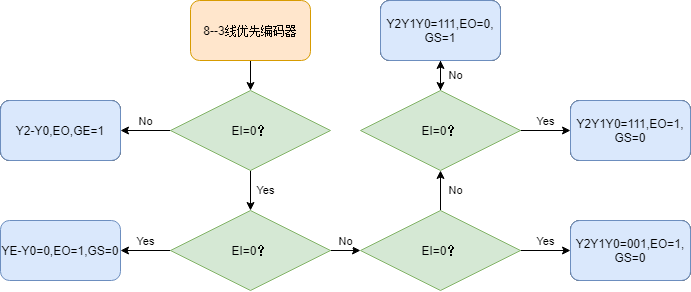 8--3线优先编码器
Y2Y1Y0=111,EO=0,
GS=1
No
No
Y2-Y0,EO,GE=1
EI=0?
EI=0?
Yes
Y2Y1Y0=111,EO=1,
GS=0
Yes
No
YE-Y0=0,EO=1,GS=0
Yes
EI=0?
No
EI=0?
Yes
Y2Y1Y0=001,EO=1,
GS=0